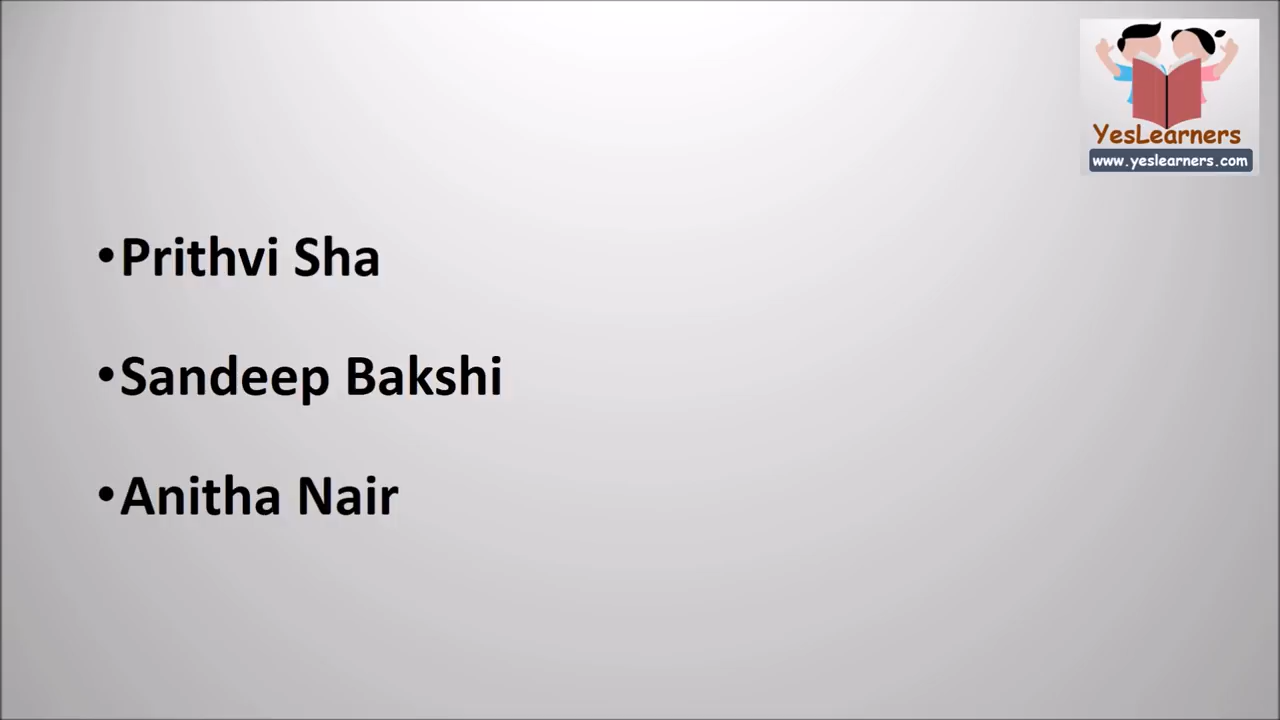 YesLearners
www.yeslearners.com
•Prithvi Sha
•Sandeep Bakshi
•Anitha Nair